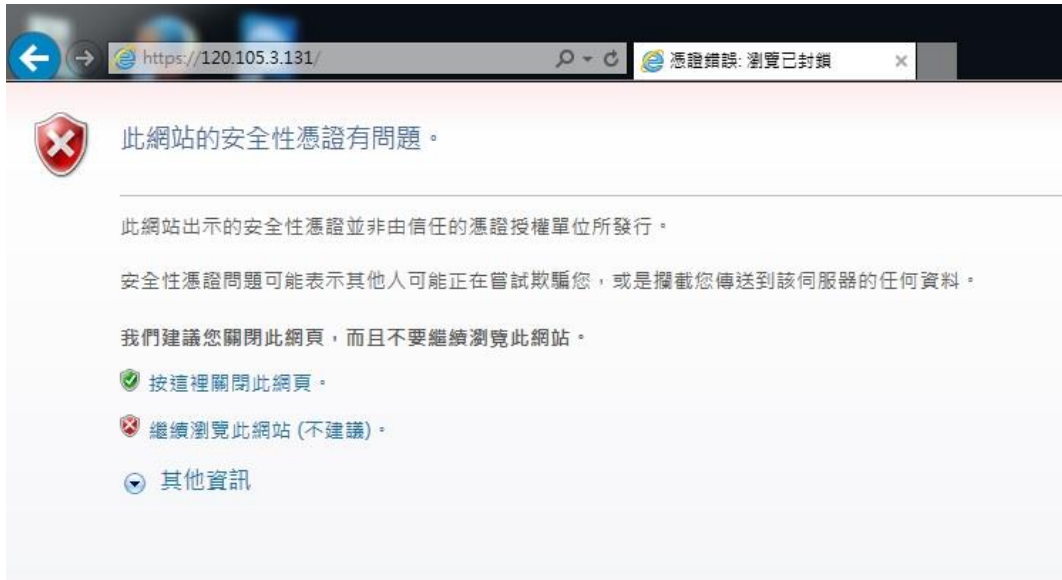 https://120.105.3.131/
憑證錯誤: 瀏覽已封鎖
此網站的安全性憑證有問題。
此網站出示的安全性憑證並非由信任的憑證授權單位所發行。
安全性憑證問題可能表示其他人可能正在嘗試欺騙您，或是攔截您傳送到該伺服器的任何資料。
我們建議您關閉此網頁，而且不要繼續瀏覽此網站。
按這裡關閉此網頁。
繼續瀏覽此網站 (不建議)。
其他資訊